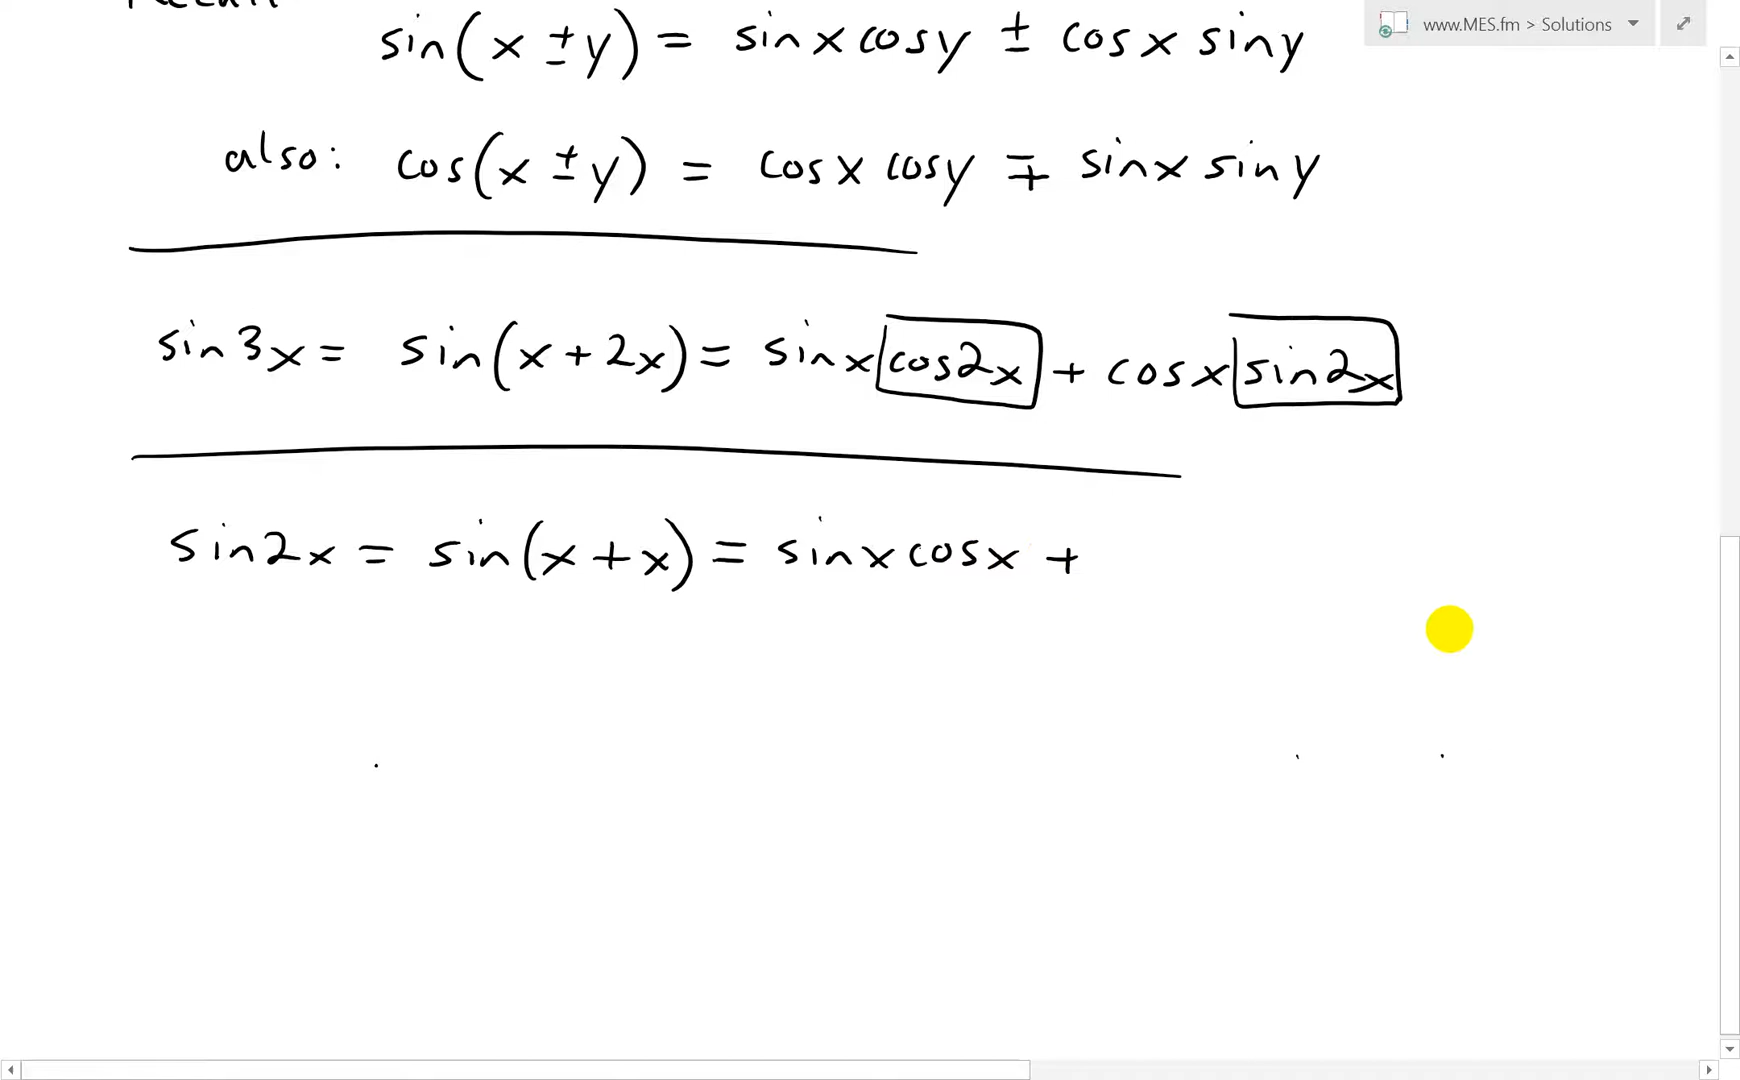 www.MES.fm > Solutions
sin(x ± y) = sinx cosy ± cosx siny
also: cos(x ± y) = cosx cosy ∓ sinx siny
sin3x = sin(x + 2x) = sinx cos2x + cosx sin2x
sin2x = sin(x + x) = sinx cosx +